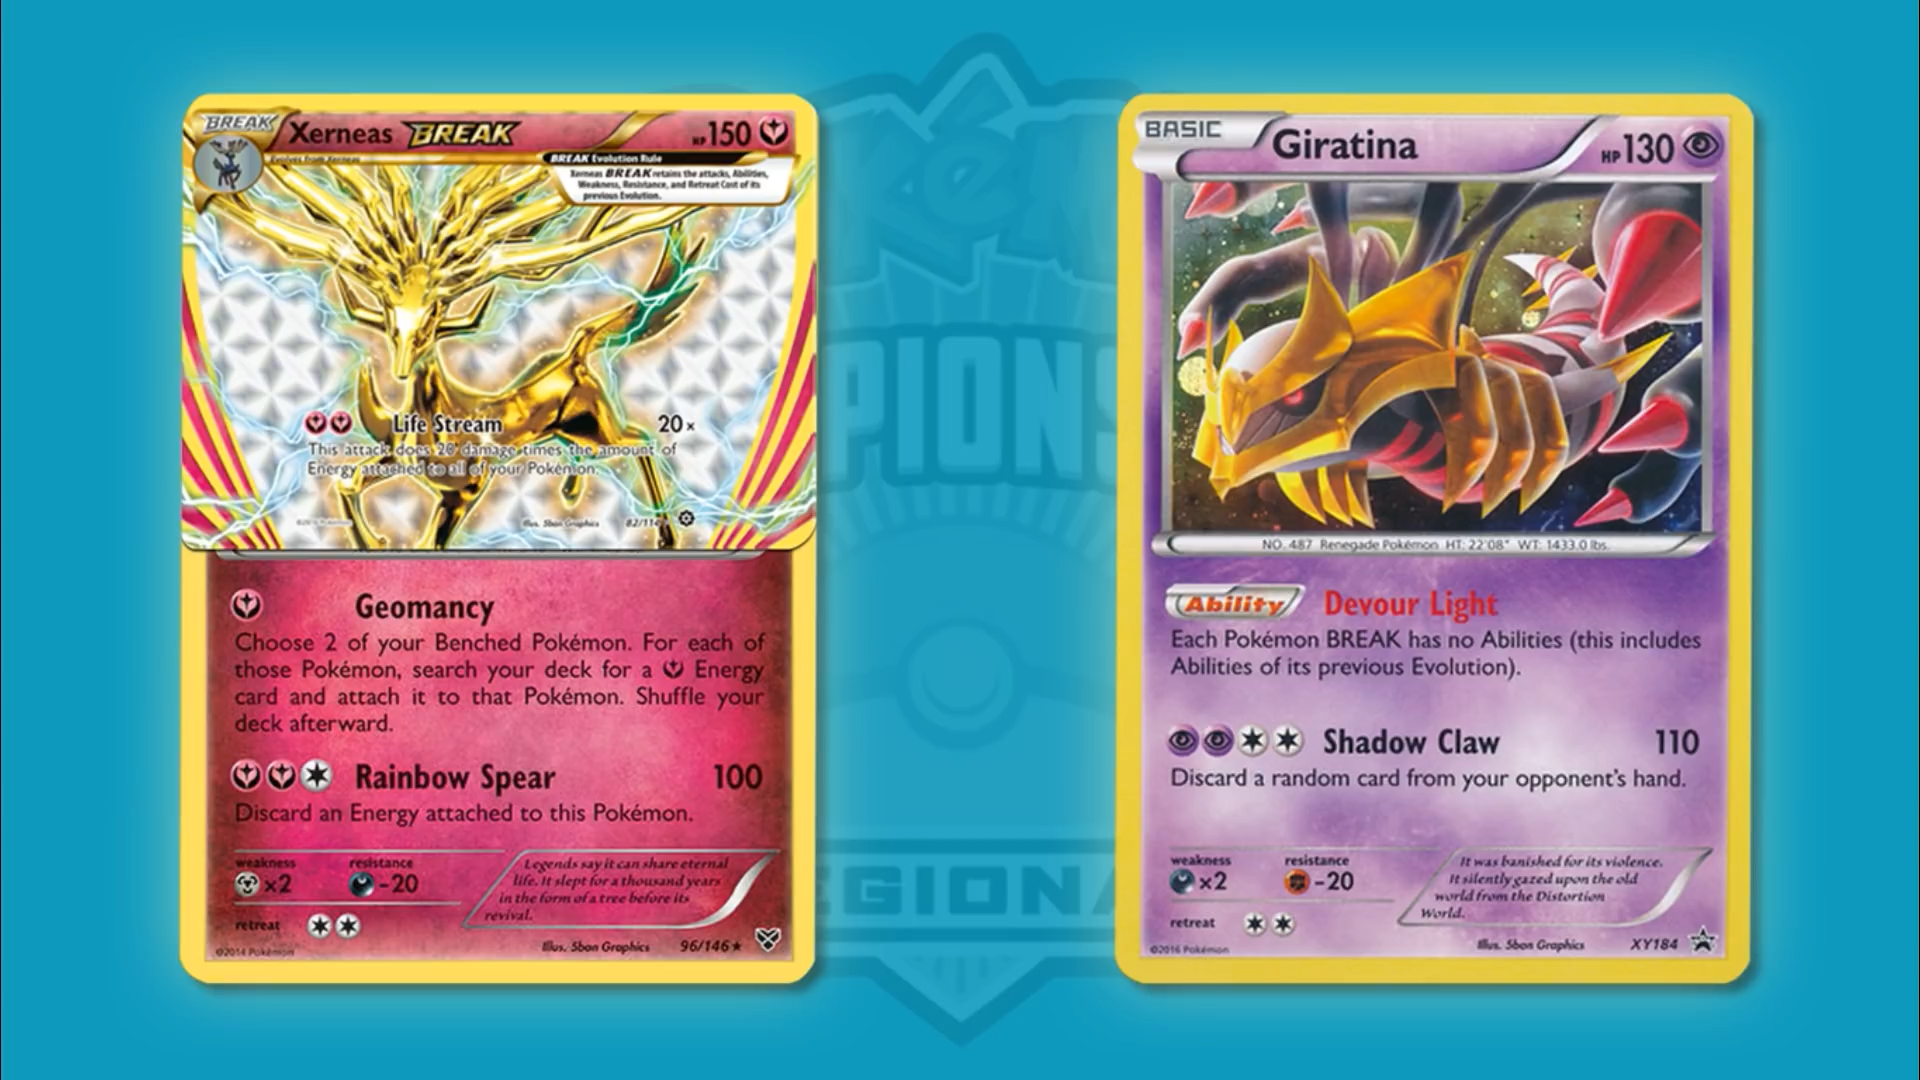 BREAK
Xerneas BREAK
HP 150
Evolves from Xerneas
BREAK Evolution Rule
Xerneas BREAK retains the attacks, Abilities,
Weakness, Resistance, and Retreat Cost of its
previous Evolution.
Life Stream 20×
This attack does 20 damage times the amount of
Energy attached to all of your Pokémon.
©2016 Pokémon
Illus. 5ban Graphics 82/114
Geomancy
Choose 2 of your Benched Pokémon. For each of
those Pokémon, search your deck for a Energy
card and attach it to that Pokémon. Shuffle your
deck afterward.
Rainbow Spear 100
Discard an Energy attached to this Pokémon.
weakness resistance
×2 -20
retreat
Legends say it can share eternal
life. It slept for a thousand years
in the form of a tree before its
revival.
©2014 Pokémon
Illus. 5ban Graphics 96/146
PIONS
EGIONA
BASIC
Giratina
HP 130
NO. 487 Renegade Pokémon HT: 22'08" WT: 1433.0 lbs.
Ability Devour Light
Each Pokémon BREAK has no Abilities (this includes
Abilities of its previous Evolution).
Shadow Claw 110
Discard a random card from your opponent's hand.
weakness resistance
×2 -20
retreat
It was banished for its violence.
It silently gazed upon the old
world from the Distortion
World.
©2016 Pokémon
Illus. 5ban Graphics XY184